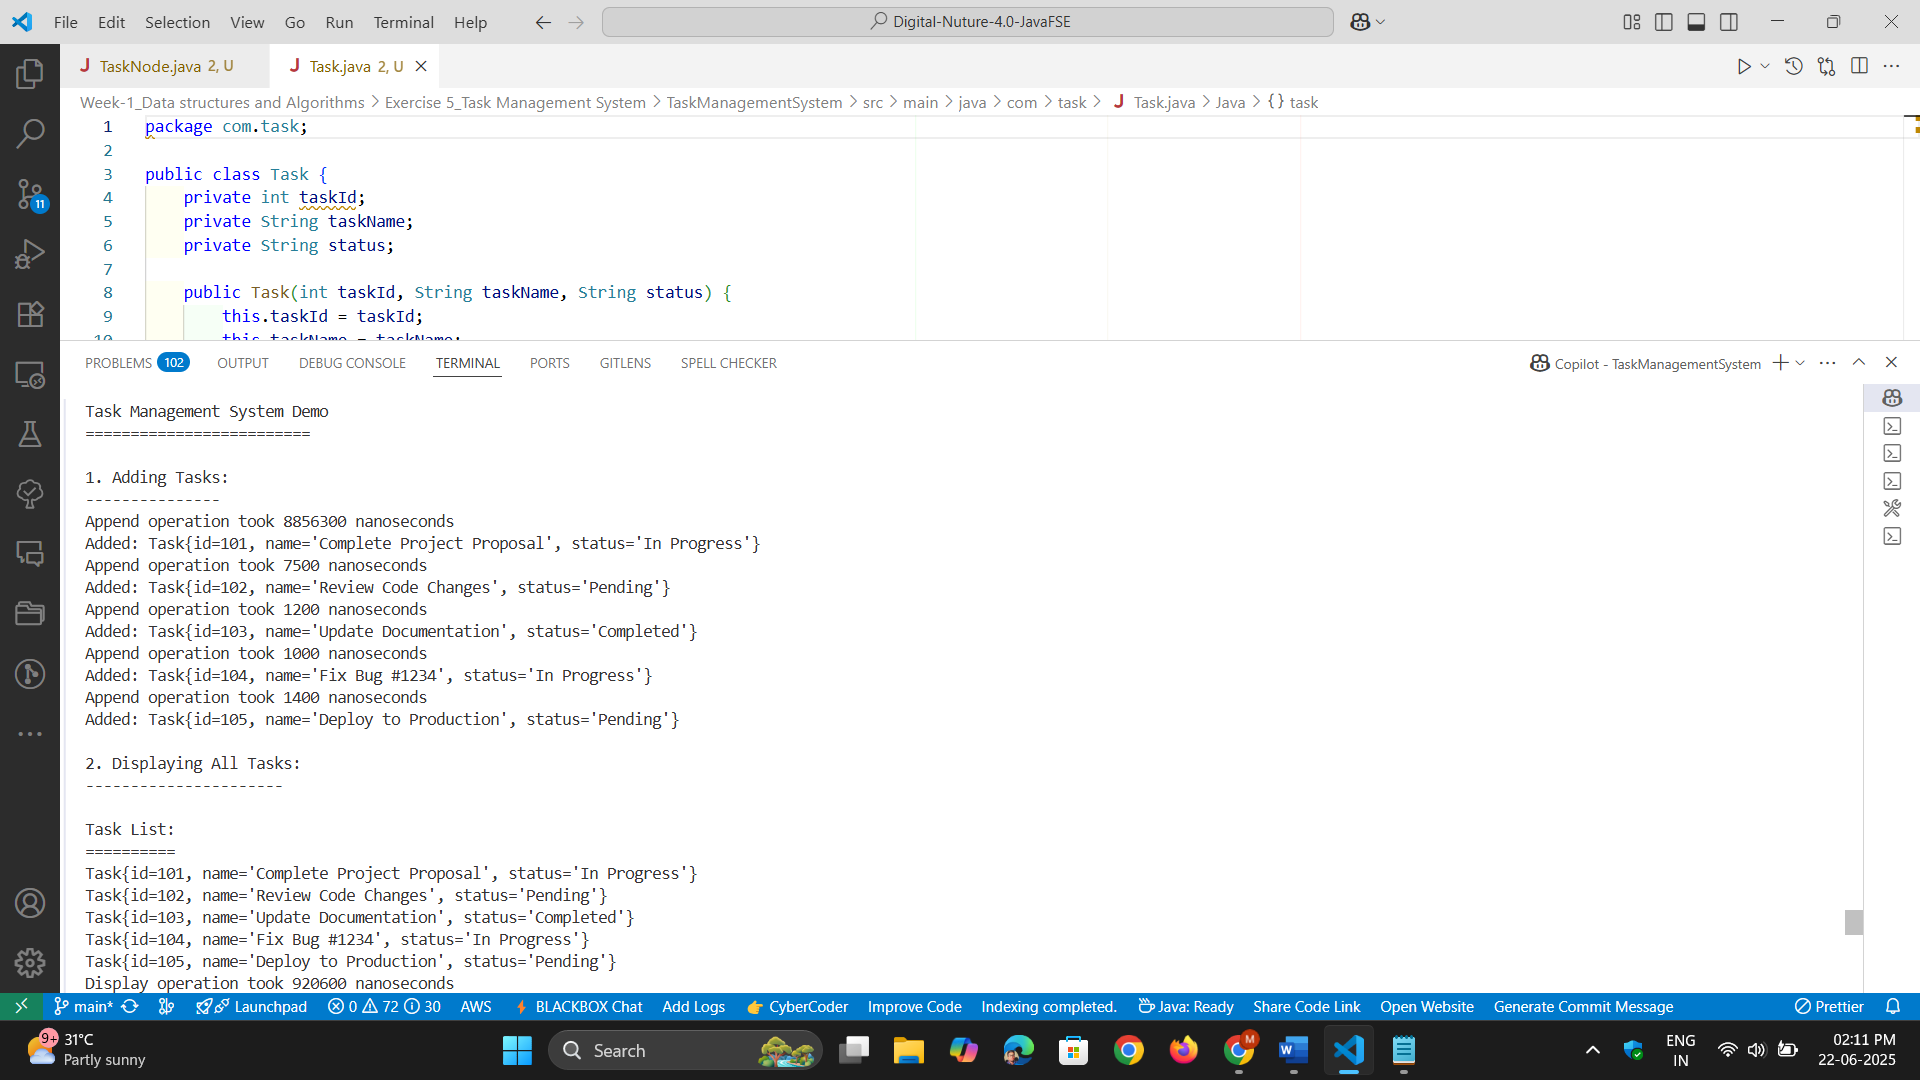 File Edit Selection View Go Run Terminal Help
Digital-Nuture-4.0-JavaFSE
J TaskNode.java 2, U
J Task.java 2, U
Week-1_Data structures and Algorithms > Exercise 5_Task Management System > TaskManagementSystem > src > main > java > com > task > J Task.java > Java > {} task
1 package com.task;
2
3 public class Task {
4 private int taskId;
5 private String taskName;
6 private String status;
7
8 public Task(int taskId, String taskName, String status) {
9 this.taskId = taskId;
10 this.taskName = taskName;
11
PROBLEMS 102 OUTPUT DEBUG CONSOLE TERMINAL PORTS GITLENS SPELL CHECKER
Copilot - TaskManagementSystem
Task Management System Demo
=========================
1. Adding Tasks:
---------------
Append operation took 8856300 nanoseconds
Added: Task{id=101, name='Complete Project Proposal', status='In Progress'}
Append operation took 7500 nanoseconds
Added: Task{id=102, name='Review Code Changes', status='Pending'}
Append operation took 1200 nanoseconds
Added: Task{id=103, name='Update Documentation', status='Completed'}
Append operation took 1000 nanoseconds
Added: Task{id=104, name='Fix Bug #1234', status='In Progress'}
Append operation took 1400 nanoseconds
Added: Task{id=105, name='Deploy to Production', status='Pending'}
2. Displaying All Tasks:
----------------------
Task List:
==========
Task{id=101, name='Complete Project Proposal', status='In Progress'}
Task{id=102, name='Review Code Changes', status='Pending'}
Task{id=103, name='Update Documentation', status='Completed'}
Task{id=104, name='Fix Bug #1234', status='In Progress'}
Task{id=105, name='Deploy to Production', status='Pending'}
Display operation took 920600 nanoseconds
main* Launchpad 0 72 30 AWS BLACKBOX Chat Add Logs CyberCoder Improve Code Indexing completed. Java: Ready Share Code Link Open Website Generate Commit Message Prettier
9+
31°C
Partly sunny
Search
M
ENG
IN
02:11 PM
22-06-2025